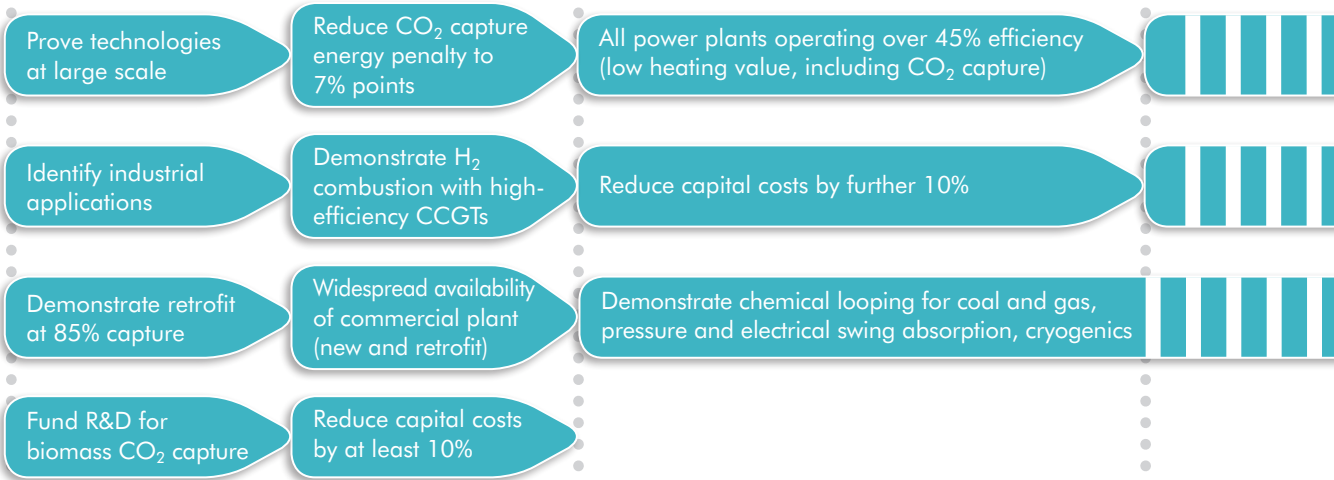 Prove technologies
at large scale
Reduce CO₂ capture
energy penalty to
7% points
All power plants operating over 45% efficiency
(low heating value, including CO₂ capture)
Identify industrial
applications
Demonstrate H₂
combustion with high-
efficiency CCGTs
Reduce capital costs by further 10%
Demonstrate retrofit
at 85% capture
Widespread availability
of commercial plant
(new and retrofit)
Demonstrate chemical looping for coal and gas,
pressure and electrical swing absorption, cryogenics
Fund R&D for
biomass CO₂ capture
Reduce capital costs
by at least 10%